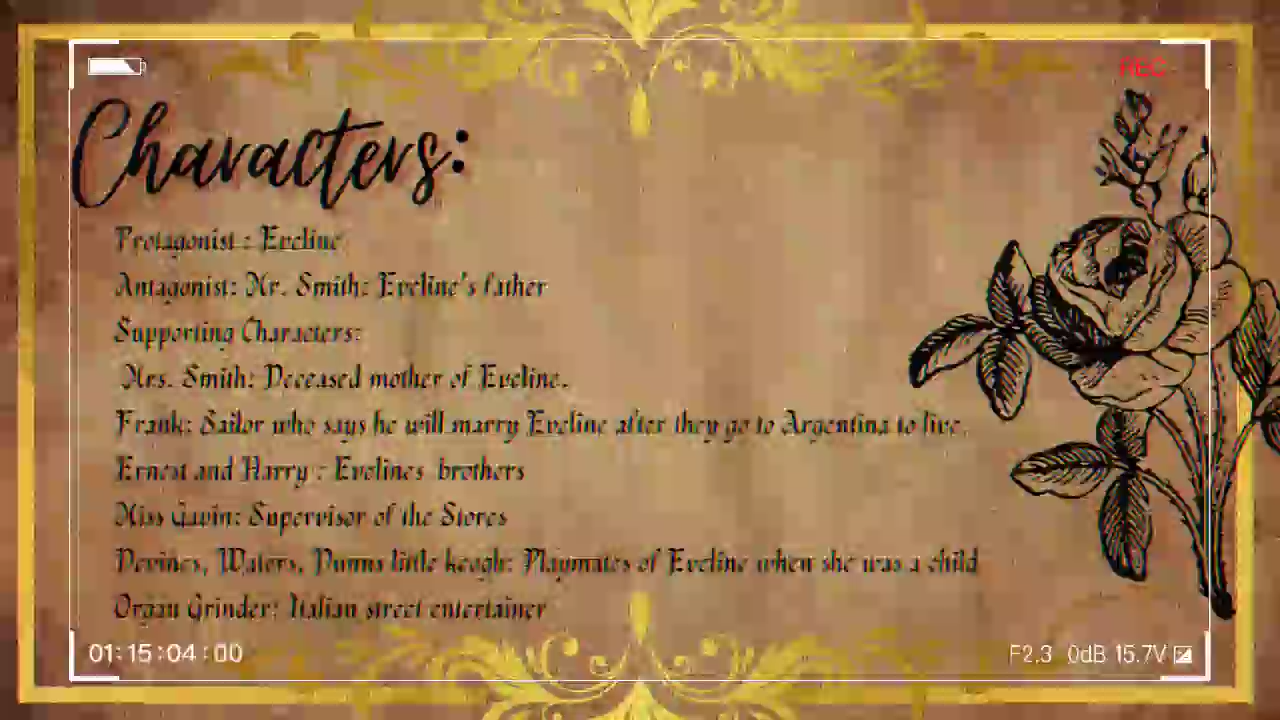 REC
Characters:
Protagonist : Eveline
Antagonist: Mr. Smith: Eveline's father
Supporting Characters:
Mrs. Smith: Deceased mother of Eveline.
Frank: Sailor who says he will marry Eveline after they go to Argentina to live.
Ernest and Harry : Evelines brothers
Miss Gavin: Supervisor of the Stores
Devines, Waters, Dunns little keogh: Playmates of Eveline when she was a child
Organ Grinder: Italian street entertainer
01:15:04:00
F2.3 0dB 15.7V